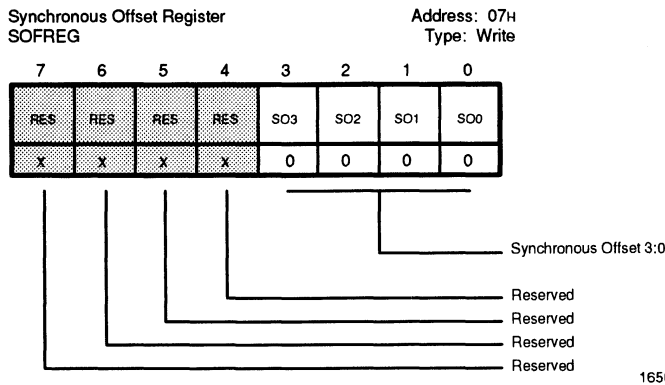 Synchronous Offset Register
SOFREG
Address: 07H
Type: Write
7 6 5 4 3 2 1 0
RES RES RES RES SO3 SO2 SO1 SO0
X X X X 0 0 0 0
Synchronous Offset 3:0
Reserved
Reserved
Reserved
Reserved